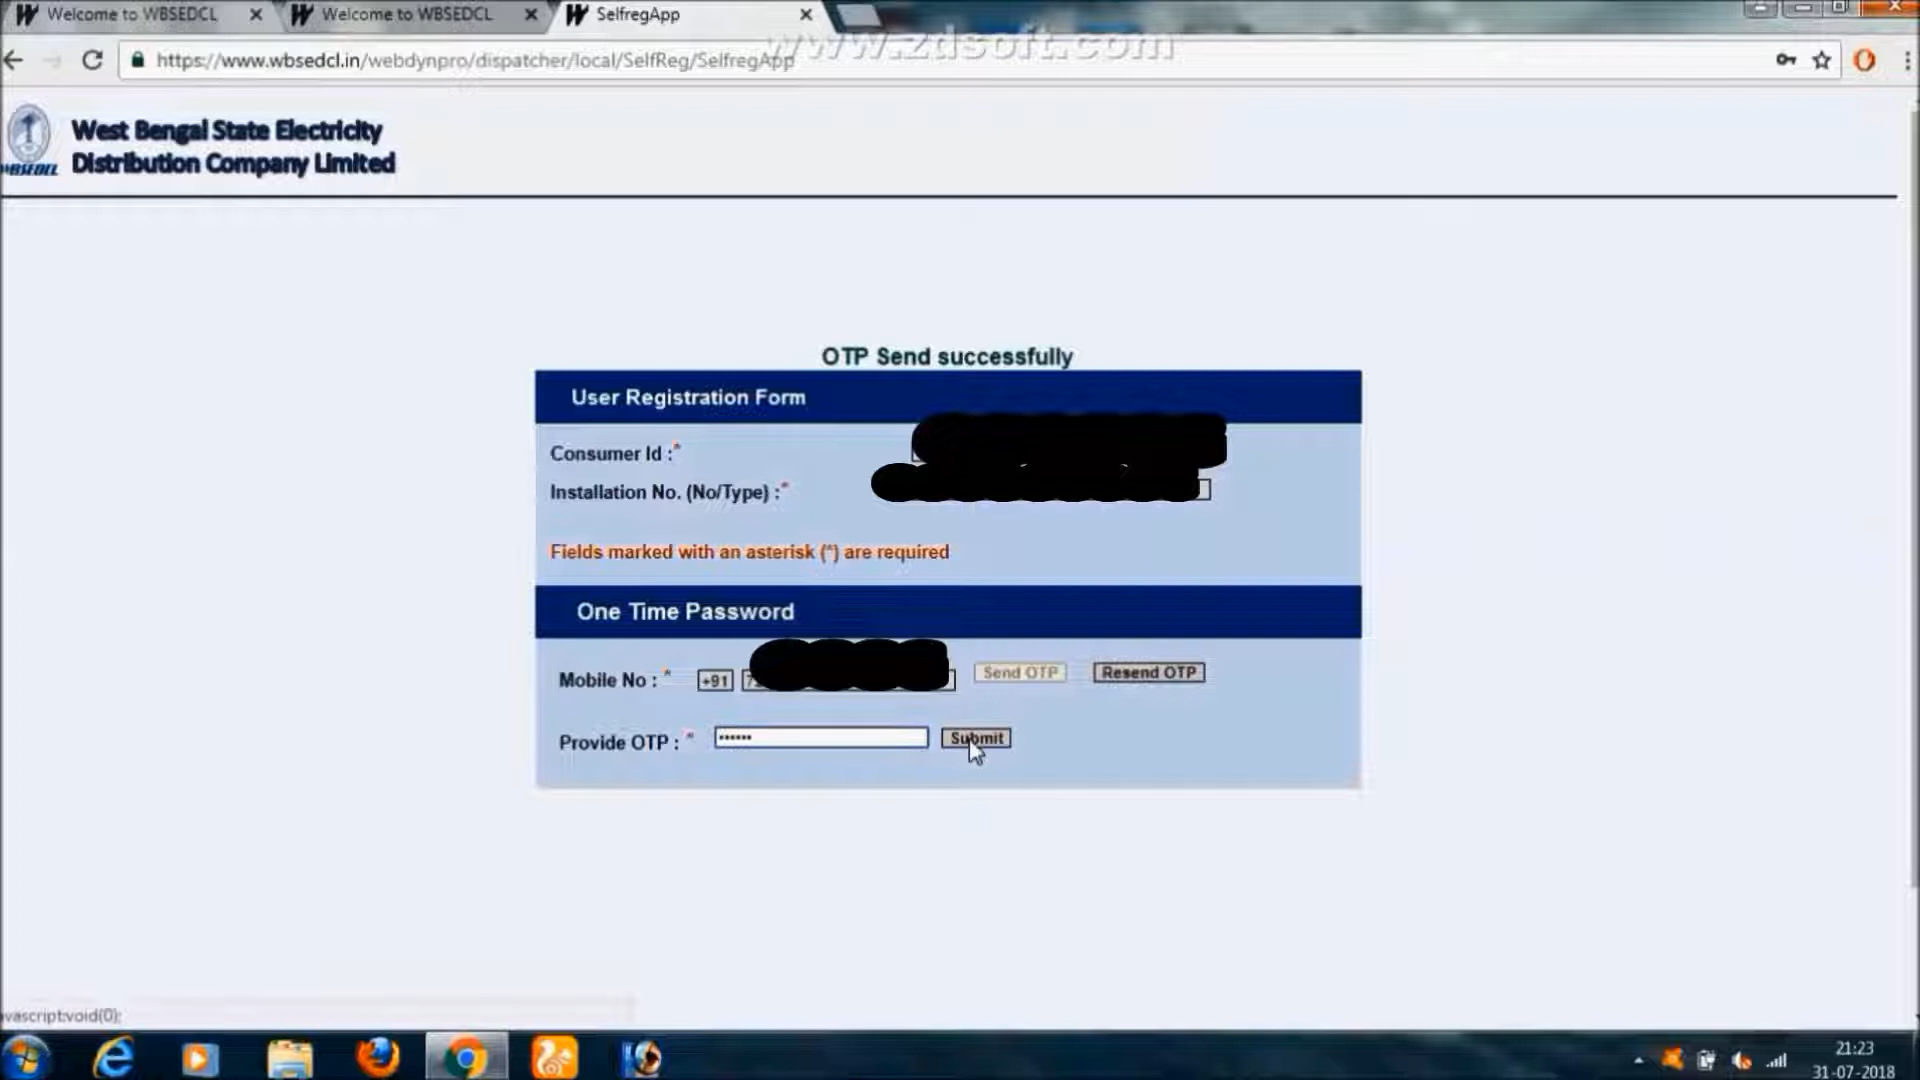 Welcome to WBSEDCL
Welcome to WBSEDCL
SelfregApp
www.zdsoft.com
https://www.wbsedcl.in/webdynpro/dispatcher/local/SelfReg/SelfregApp
West Bengal State Electricity
Distribution Company Limited
WBSEDCL
OTP Send successfully
User Registration Form
Consumer Id :*
Installation No. (No/Type) :*
Fields marked with an asterisk (*) are required
One Time Password
Mobile No : * +91 Send OTP Resend OTP
Provide OTP : * •••••• Submit
avascript:void(0);
21:23
31-07-2018